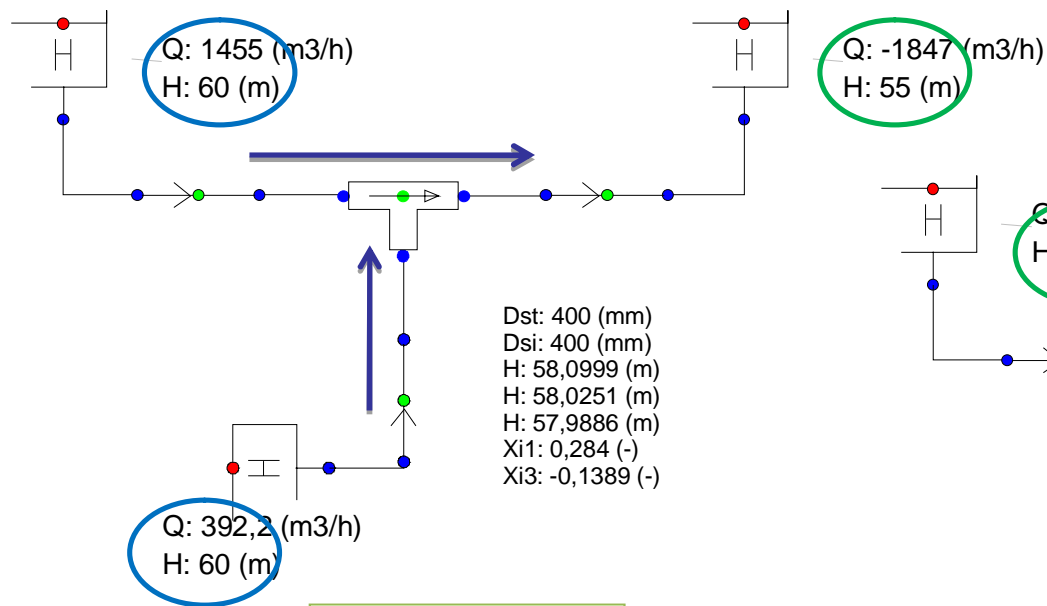 H
Q: 1455 (m3/h)
H: 60 (m)
H
Q: -1847 (m3/h)
H: 55 (m)
H
Q
H
Dst: 400 (mm)
Dsi: 400 (mm)
H: 58,0999 (m)
H: 58,0251 (m)
H: 57,9886 (m)
Xi1: 0,284 (-)
Xi3: -0,1389 (-)
H
Q: 392,2 (m3/h)
H: 60 (m)